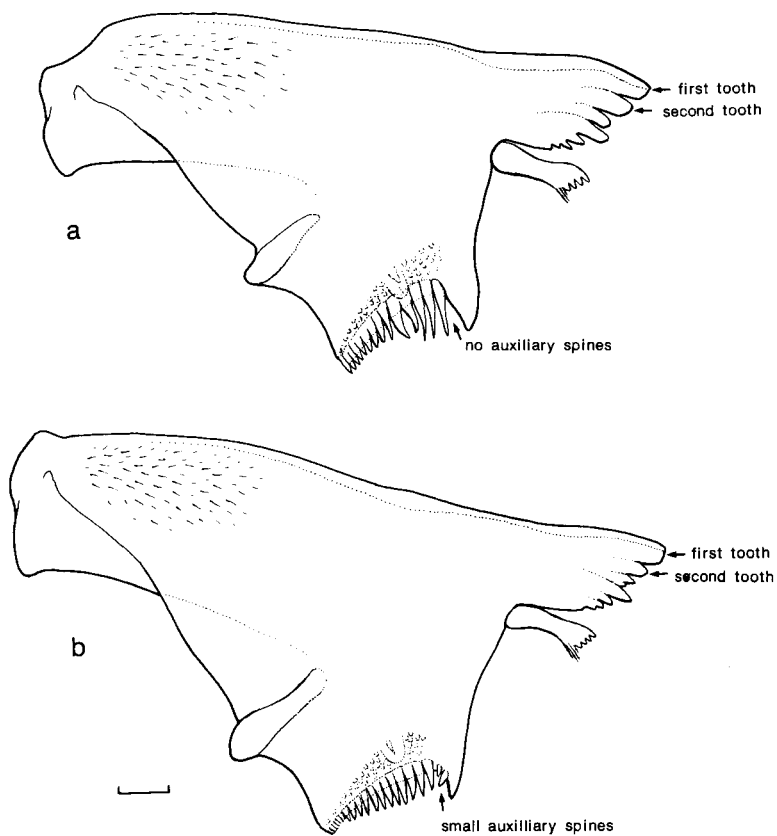 first tooth
second tooth
a
no auxiliary spines
first tooth
second tooth
b
small auxilliary spines